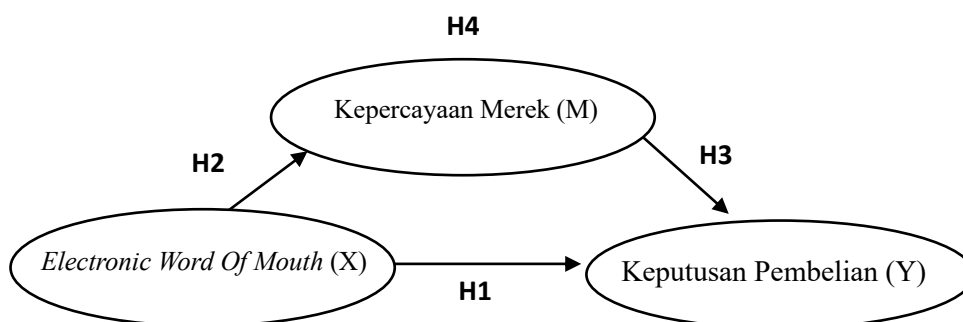 H4
Kepercayaan Merek (M)
H2
H3
Electronic Word Of Mouth (X)
H1
Keputusan Pembelian (Y)